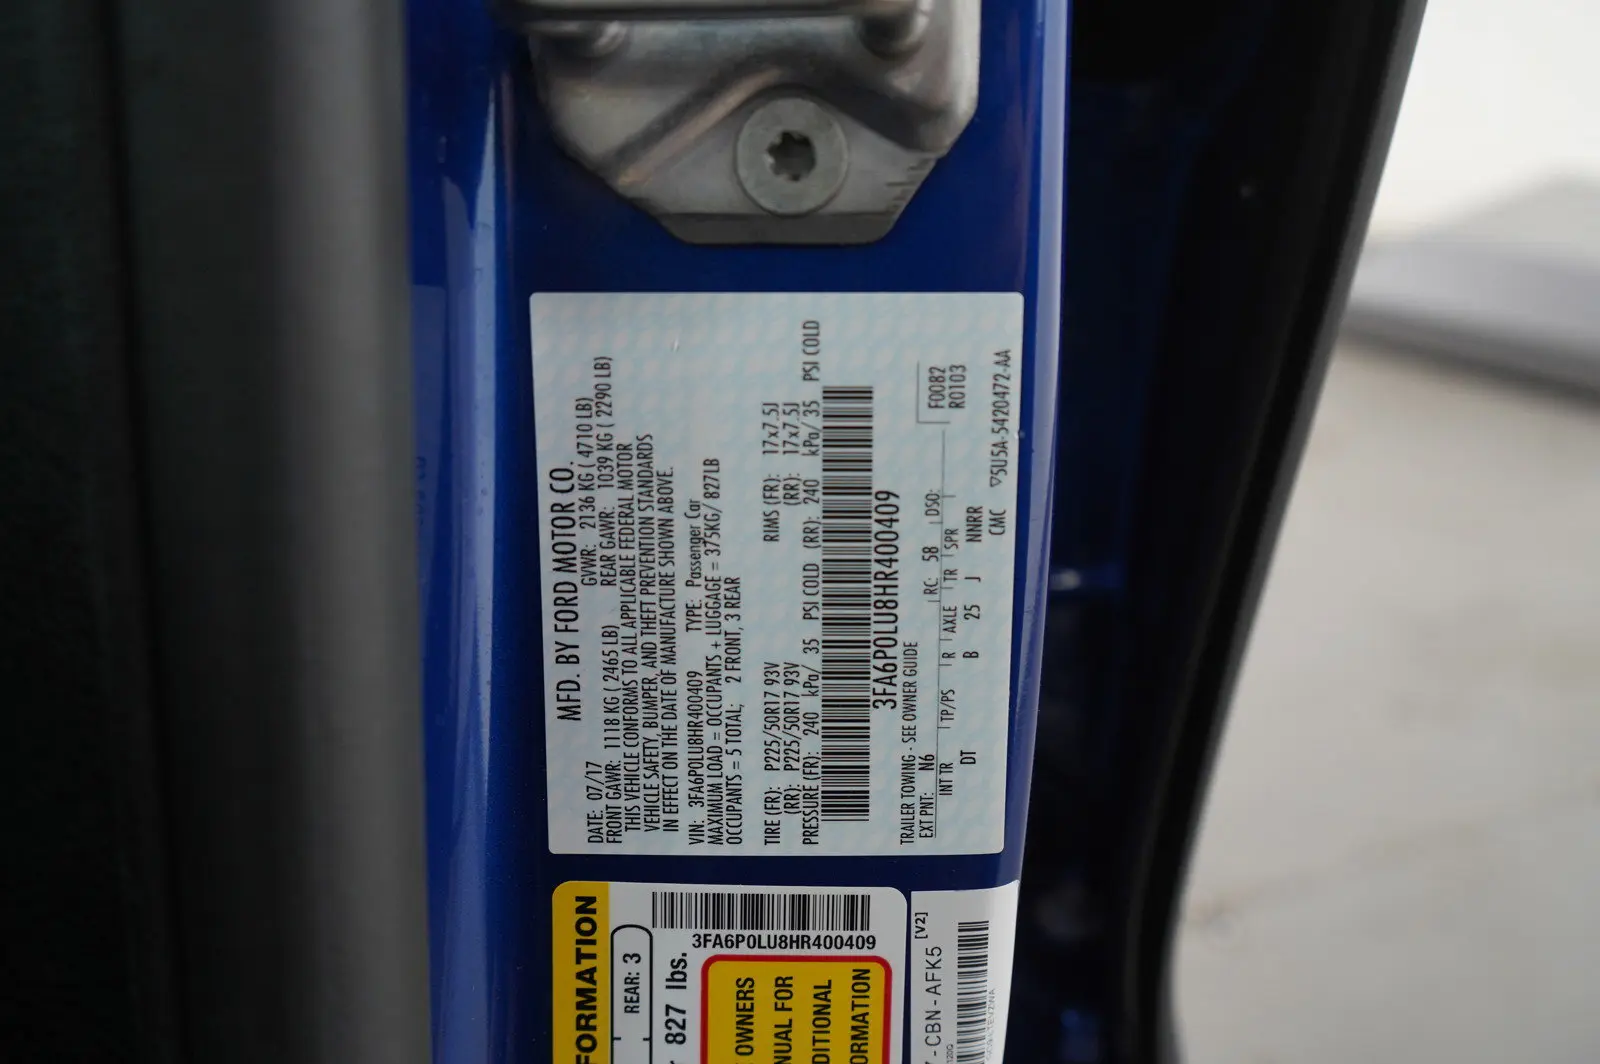 MFD. BY FORD MOTOR CO.
DATE: 07/17 GVWR: 2136 KG ( 4710 LB)
FRONT GAWR: 1118 KG ( 2465 LB) REAR GAWR: 1039 KG ( 2290 LB)
THIS VEHICLE CONFORMS TO ALL APPLICABLE FEDERAL MOTOR
VEHICLE SAFETY, BUMPER, AND THEFT PREVENTION STANDARDS
IN EFFECT ON THE DATE OF MANUFACTURE SHOWN ABOVE.
VIN: 3FA6P0LU8HR400409 TYPE: Passenger Car
MAXIMUM LOAD = OCCUPANTS + LUGGAGE = 375KG/ 827LB
OCCUPANTS = 5 TOTAL; 2 FRONT, 3 REAR
TIRE (FR): P225/50R17 93V RIMS (FR): 17x7.5J
(RR): P225/50R17 93V (RR): 17x7.5J
PRESSURE (FR): 240 kPa/ 35 PSI COLD (RR): 240 kPa/ 35 PSI COLD
3FA6P0LU8HR400409
TRAILER TOWING - SEE OWNER GUIDE
EXT PNT: N6 RC: 58 DSO: F0082
INT TR TP/PS R AXLE TR SPR R0103
DT B 25 J NNRR
CMC ▽5U5A-5420472-AA
FORMATION
REAR: 3
3FA6P0LU8HR400409
827 lbs.
OWNERS
NUAL FOR
DITIONAL
ORMATION
7-CBN-AFK5 [V2]